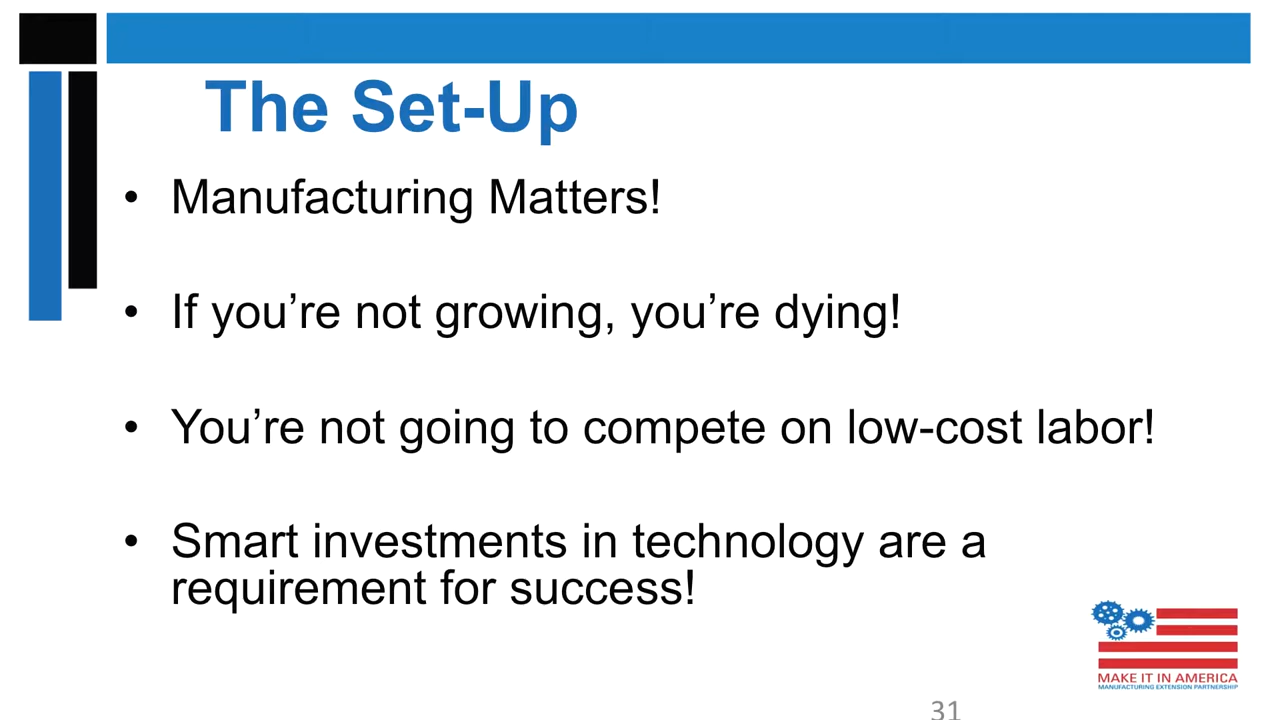 The Set-Up
• Manufacturing Matters!
• If you’re not growing, you’re dying!
• You’re not going to compete on low-cost labor!
• Smart investments in technology are a
requirement for success!
MAKE IT IN AMERICA
MANUFACTURING EXTENSION PARTNERSHIP
31